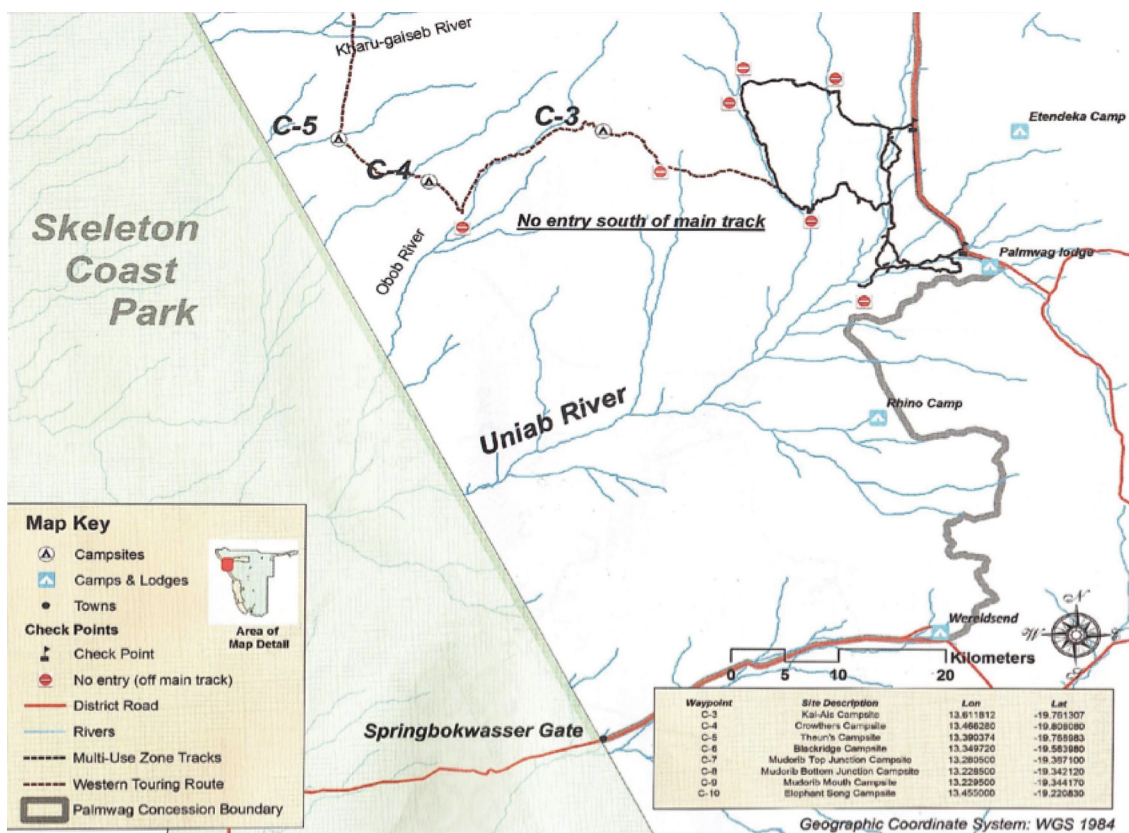 Kharu-gaiseb River
C-5
C-3
Etendeka Camp
C-4
Skeleton
Coast
Park
No entry south of main track
Obob River
Palmwag lodge
Uniab River
Rhino Camp
Map Key
Campsites
Camps & Lodges
Towns
Check Points
Check Point
No entry (off main track)
District Road
Rivers
Multi-Use Zone Tracks
Western Touring Route
Palmwag Concession Boundary
Area of
Map Detail
Wereldsend
N
W
E
S
Kilometers
0 5 10 20
Springbokwasser Gate
Waypoint Site Description Lon Lat
C-3 Kai-Ais Campsite 13.611812 -19.761307
C-4 Crowthers Campsite 13.466280 -19.808080
C-5 Theun's Campsite 13.390374 -19.768983
C-6 Blackridge Campsite 13.349720 -19.563980
C-7 Mudorib Top Junction Campsite 13.280500 -19.367100
C-8 Mudorib Bottom Junction Campsite 13.228500 -19.342120
C-9 Mudorib Mouth Campsite 13.229500 -19.344170
C-10 Elephant Song Campsite 13.455000 -19.220830
Geographic Coordinate System: WGS 1984